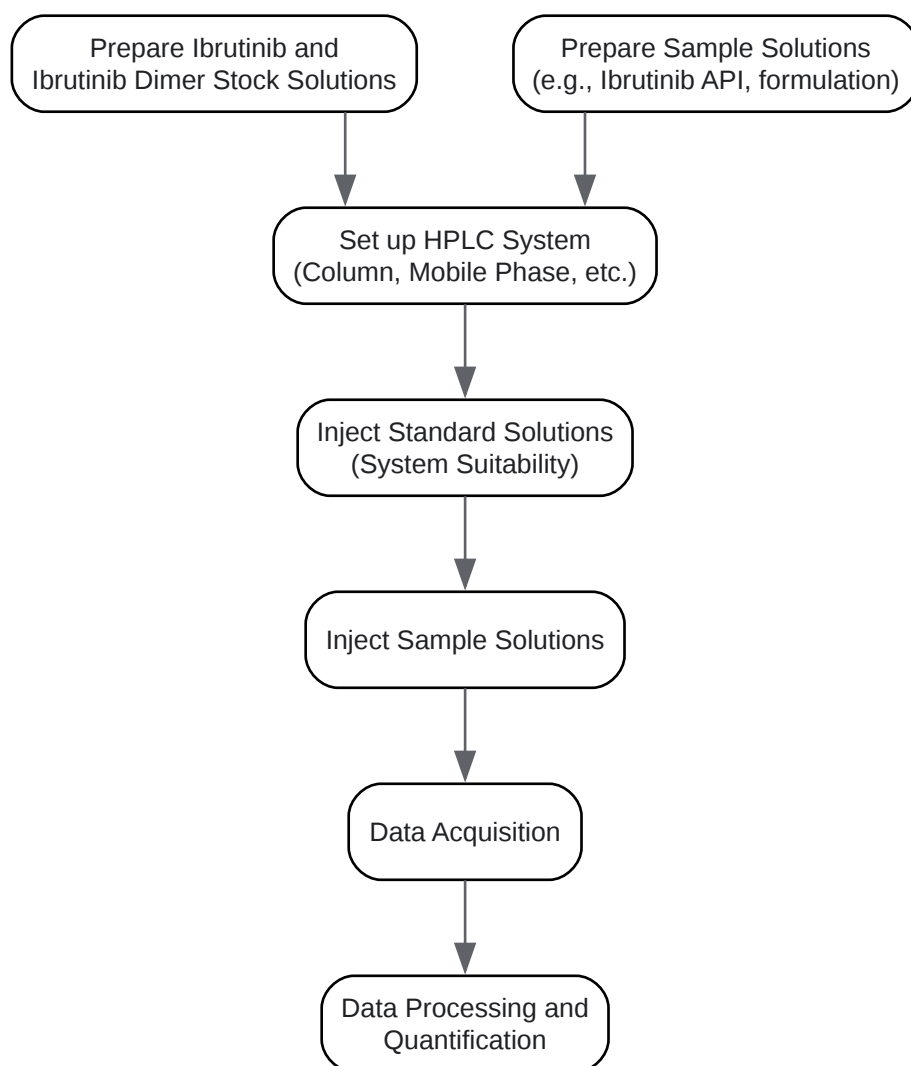 Prepare Ibrutinib and
Ibrutinib Dimer Stock Solutions
Prepare Sample Solutions
(e.g., Ibrutinib API, formulation)
Set up HPLC System
(Column, Mobile Phase, etc.)
Inject Standard Solutions
(System Suitability)
Inject Sample Solutions
Data Acquisition
Data Processing and
Quantification